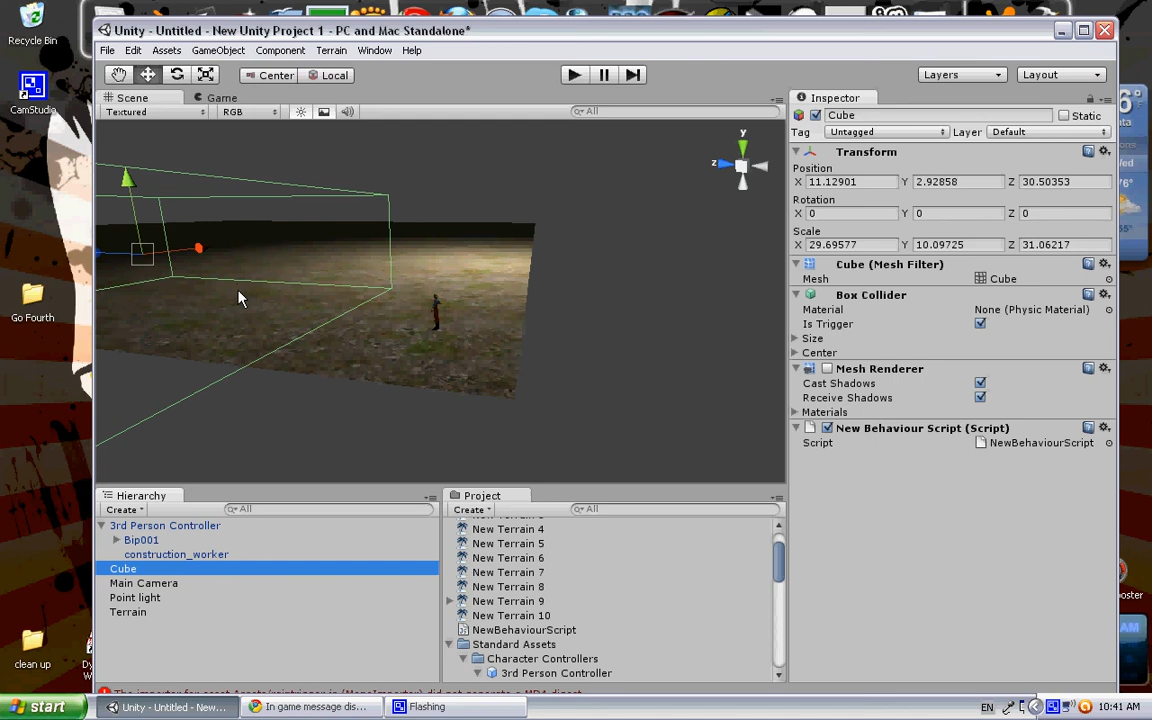 Recycle Bin
CamStudio
Go Fourth
clean up
Unity - Untitled - New Unity Project 1 - PC and Mac Standalone*
File Edit Assets GameObject Component Terrain Window Help
Center Local
Layers Layout
Scene Game
Textured RGB All
y
z
Inspector
Cube Static
Tag Untagged Layer Default
Transform
Position
X 11.12901 Y 2.92858 Z 30.50353
Rotation
X 0 Y 0 Z 0
Scale
X 29.69577 Y 10.09725 Z 31.06217
Cube (Mesh Filter)
Mesh Cube
Box Collider
Material None (Physic Material)
Is Trigger
Size
Center
Mesh Renderer
Cast Shadows
Receive Shadows
Materials
New Behaviour Script (Script)
Script NewBehaviourScript
Hierarchy
Create All
3rd Person Controller
Bip001
construction_worker
Cube
Main Camera
Point light
Terrain
Project
Create All
New Terrain 4
New Terrain 5
New Terrain 6
New Terrain 7
New Terrain 8
New Terrain 9
New Terrain 10
NewBehaviourScript
Standard Assets
Character Controllers
3rd Person Controller
start
Unity - Untitled - New...
In game message dis...
Flashing
EN
10:41 AM